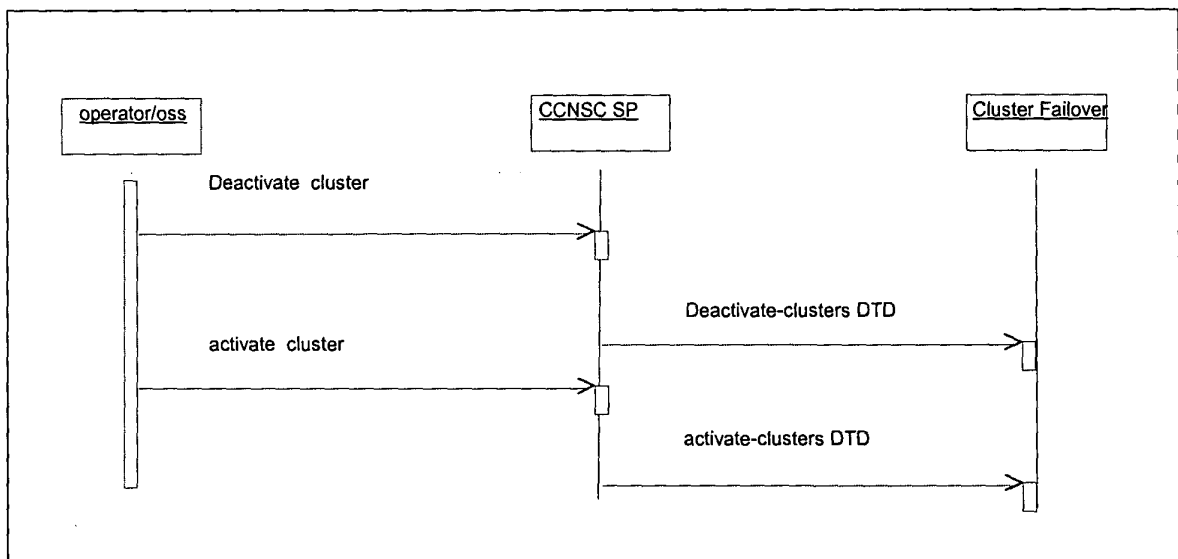 operator/oss
CCNSC SP
Cluster Failover
Deactivate cluster
Deactivate-clusters DTD
activate cluster
activate-clusters DTD